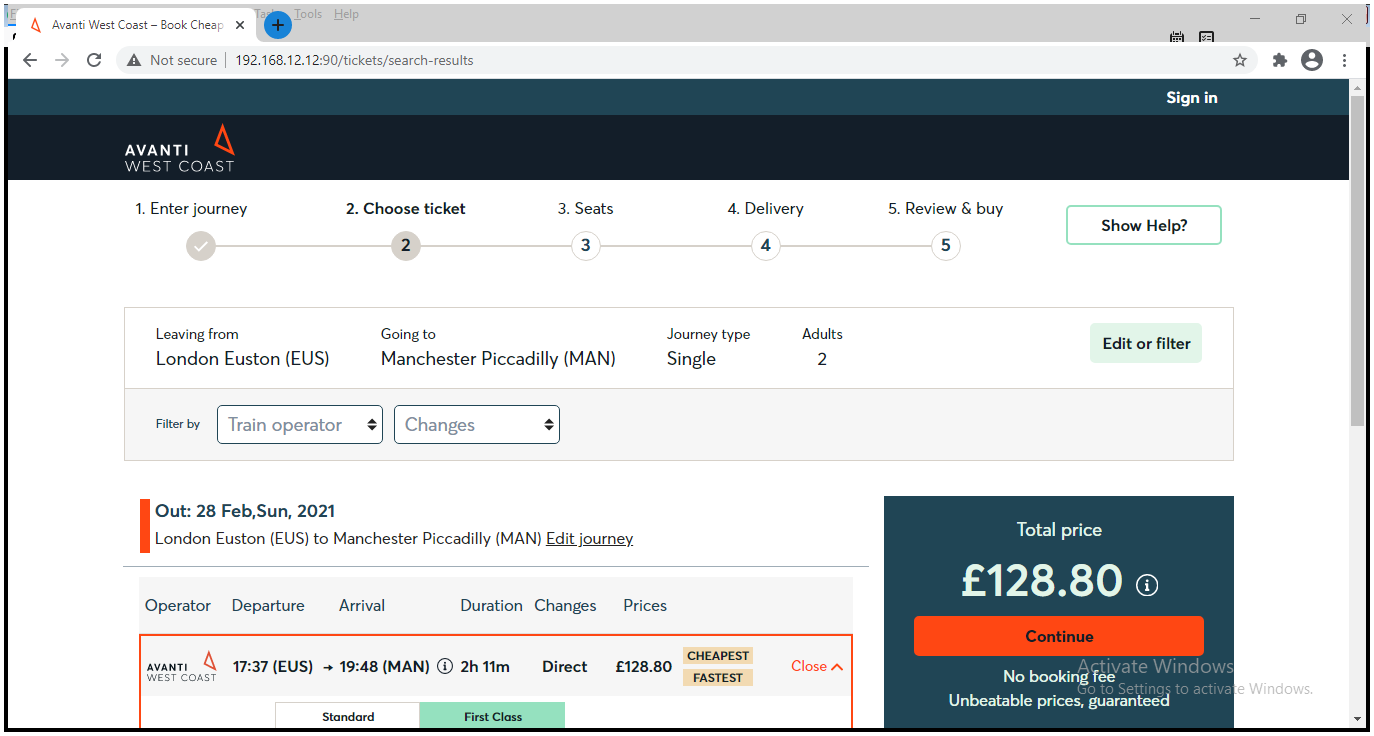 Tools Help
Avanti West Coast – Book Cheap
Not secure 192.168.12.12:90/tickets/search-results
Sign in
AVANTI
WEST COAST
1. Enter journey 2. Choose ticket 3. Seats 4. Delivery 5. Review & buy
Show Help?
2 3 4 5
Leaving from Going to Journey type Adults
London Euston (EUS) Manchester Piccadilly (MAN) Single 2
Edit or filter
Filter by Train operator Changes
Out: 28 Feb,Sun, 2021
London Euston (EUS) to Manchester Piccadilly (MAN) Edit journey
Total price
£128.80
Operator Departure Arrival Duration Changes Prices
Continue
AVANTI
WEST COAST
17:37 (EUS) → 19:48 (MAN) 2h 11m Direct £128.80
CHEAPEST
FASTEST
Close
No booking fee
Unbeatable prices, guaranteed
Activate Windows
Go to Settings to activate Windows.
Standard First Class